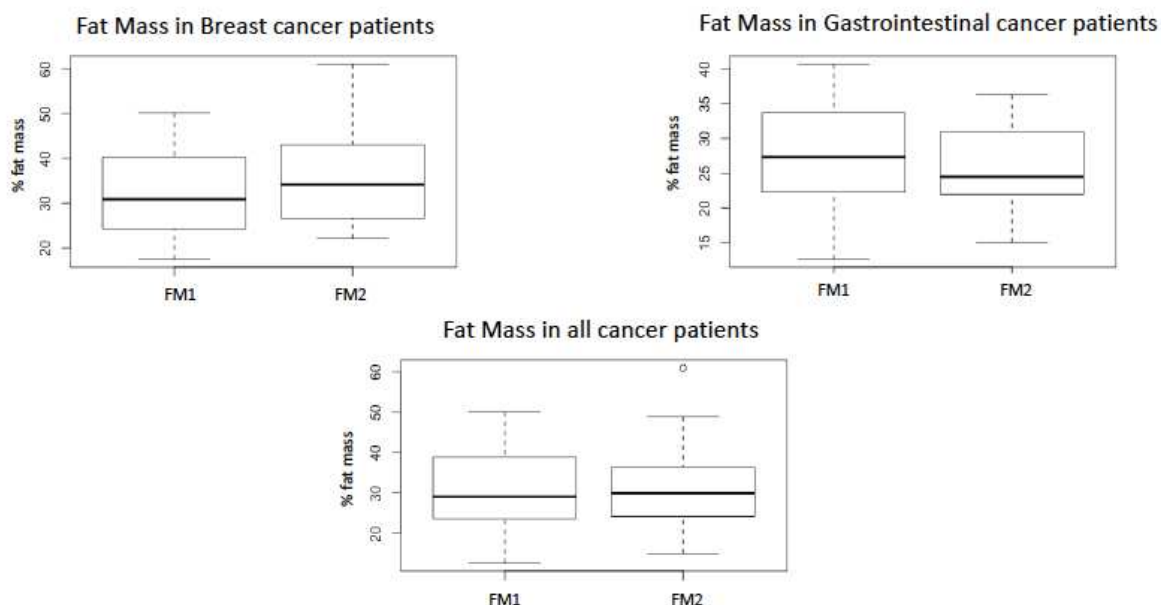 Fat Mass in Breast cancer patients
% fat mass
60
50
40
30
20
FM1 FM2
Fat Mass in Gastrointestinal cancer patients
% fat mass
40
35
30
25
20
15
FM1 FM2
Fat Mass in all cancer patients
% fat mass
60
50
40
30
20
FM1 FM2